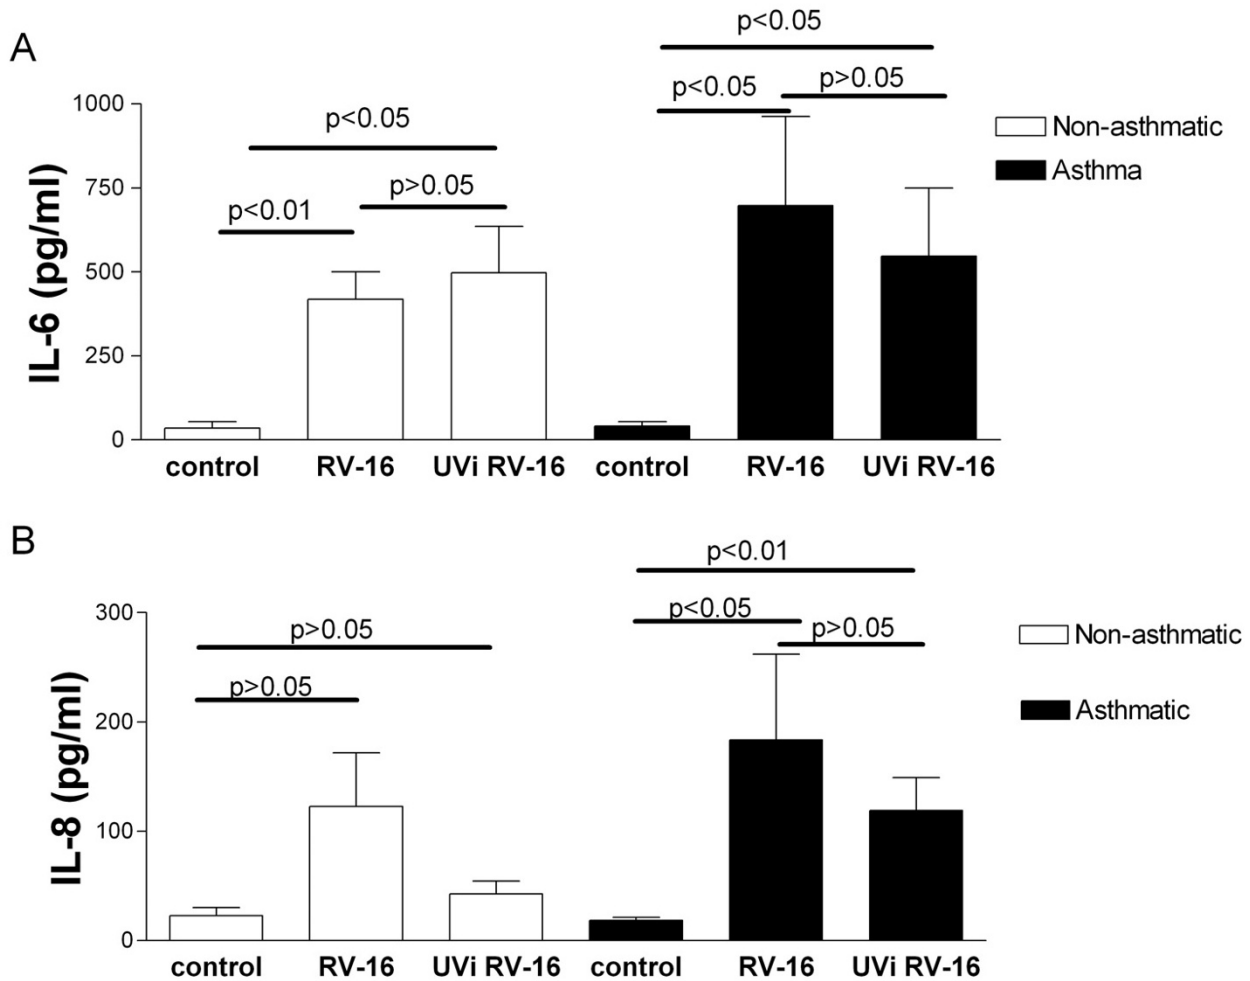 A
p<0.05
p<0.05
p>0.05
p<0.05
p>0.05
p<0.01
Non-asthmatic
Asthma
IL-6 (pg/ml)
1000
750
500
250
0
control
RV-16
UVi RV-16
control
RV-16
UVi RV-16
B
p<0.01
p<0.05
p>0.05
p>0.05
p>0.05
Non-asthmatic
Asthmatic
IL-8 (pg/ml)
300
200
100
0
control
RV-16
UVi RV-16
control
RV-16
UVi RV-16